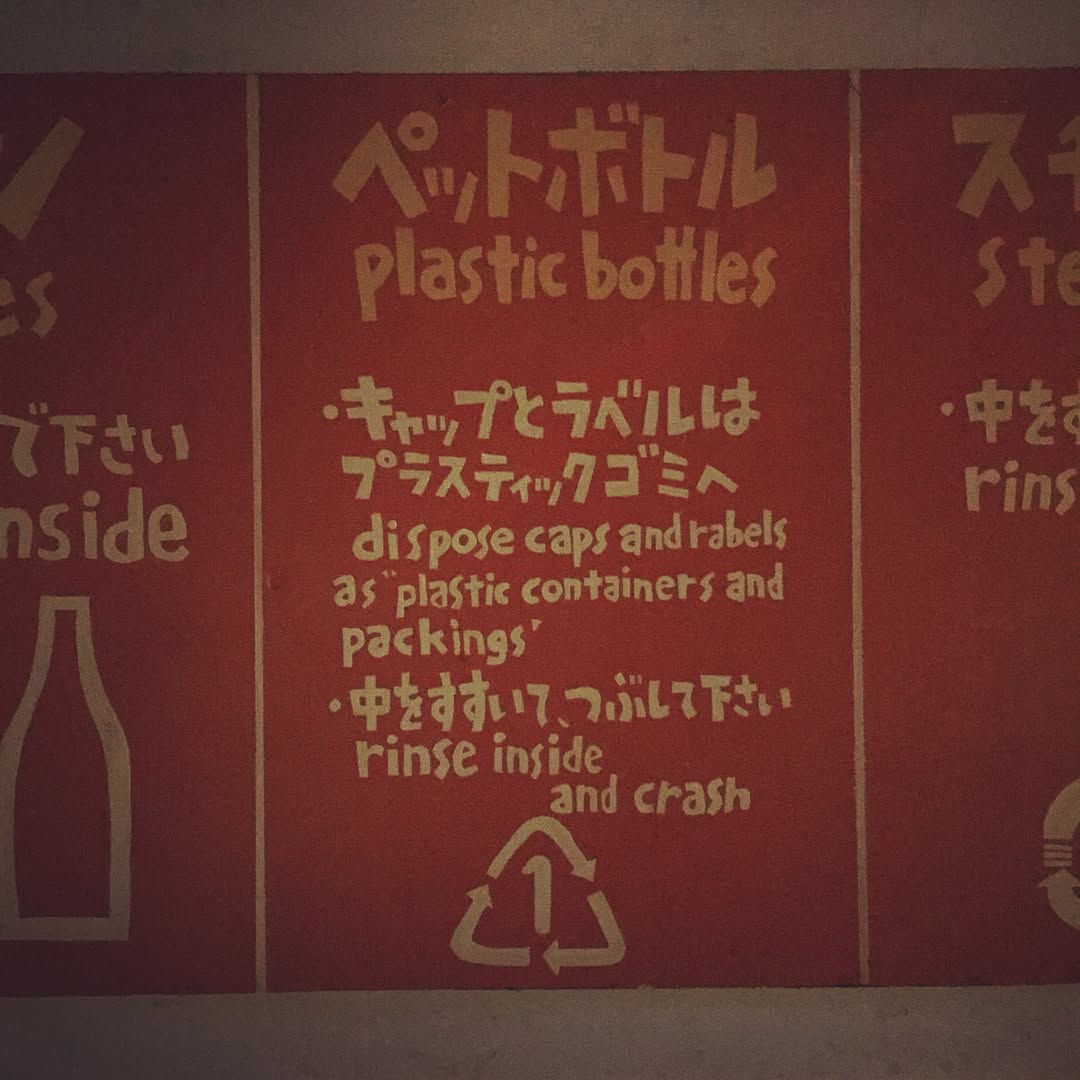 ン
es
で下さい
inside
ペットボトル
plastic bottles
・キャップとラベルは
プラスティックゴミへ
dispose caps and rabels
as "plastic containers and
packings"
・中をすすいで、つぶして下さい
rinse inside
and crash
1
スチ
ste
・中をす
rins